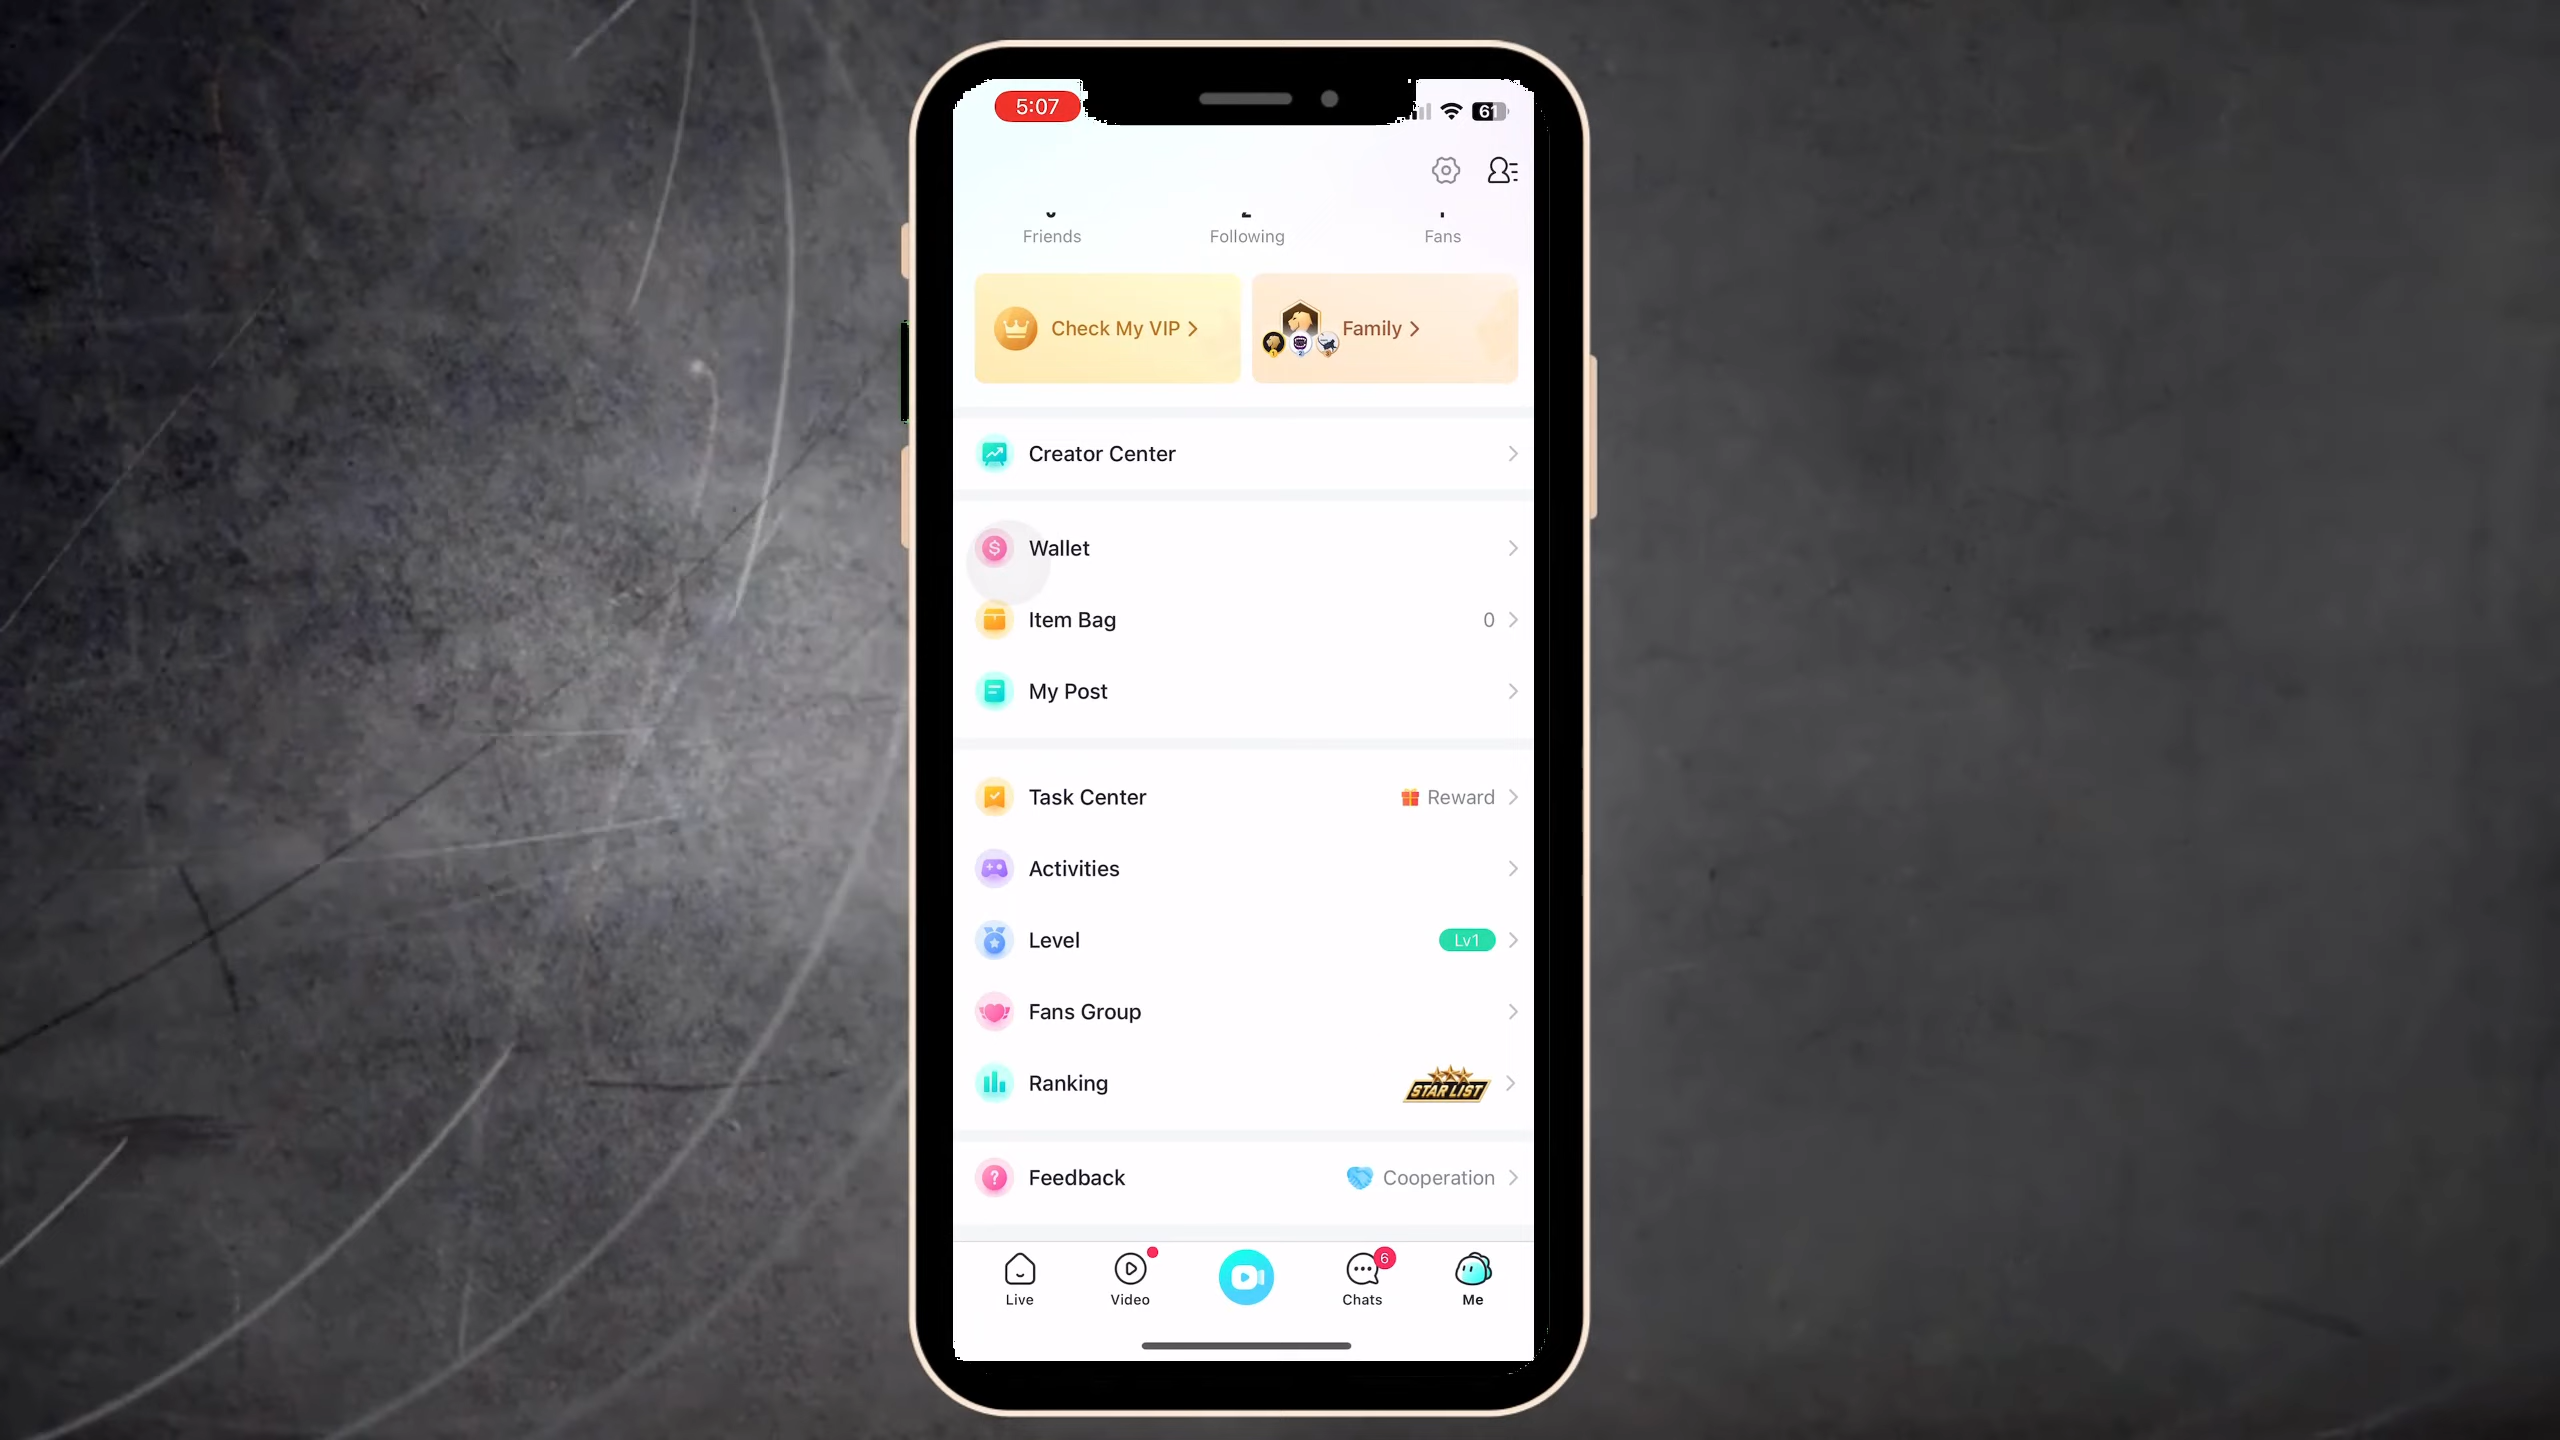 5:07
61
Friends Following Fans
Check My VIP Family
Creator Center
Wallet
Item Bag 0
My Post
Task Center Reward
Activities
Level Lv1
Fans Group
Ranking STAR LIST
Feedback Cooperation
6
Live Video Chats Me